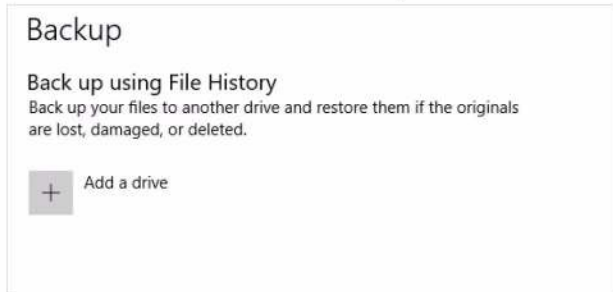 Backup
Back up using File History
Back up your files to another drive and restore them if the originals
are lost, damaged, or deleted.
Add a drive